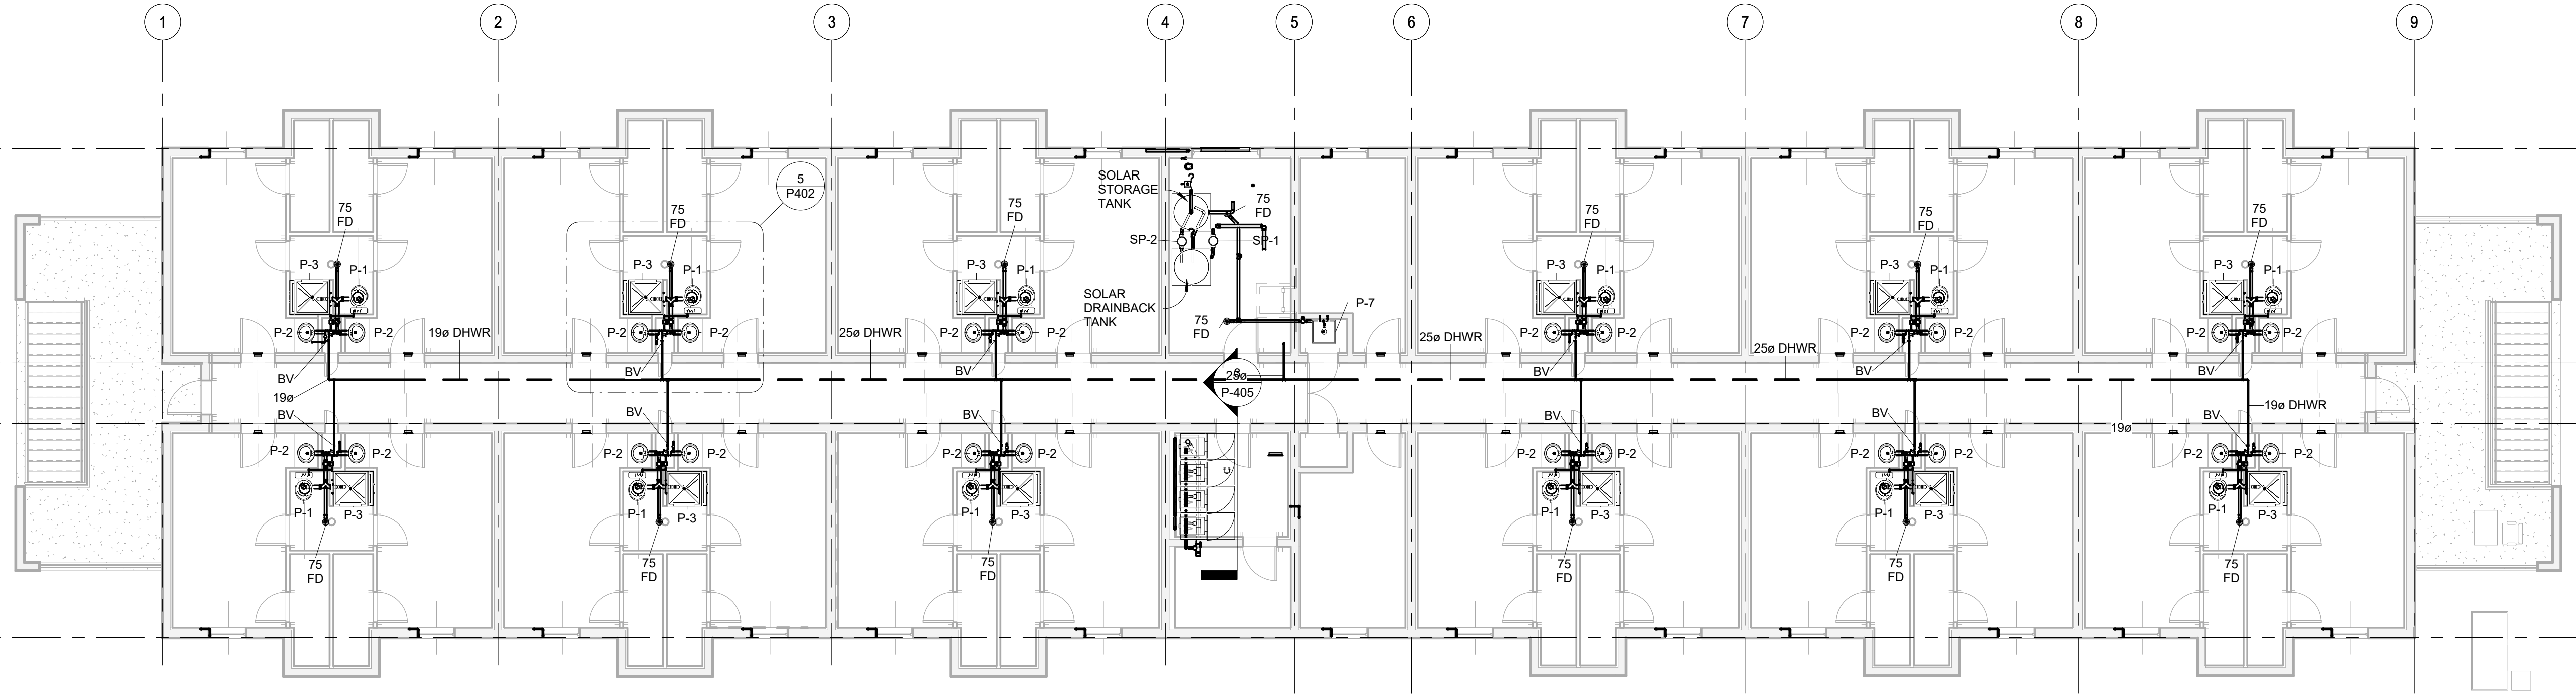 1
2
3
4
5
6
7
8
9
5
P402
SOLAR
STORAGE
TANK
75
FD
SP-2
SP-1
SOLAR
DRAINBACK
TANK
75
FD
P-7
75
FD
75
FD
75
FD
75
FD
75
FD
75
FD
P-3
P-1
P-3
P-1
P-3
P-1
P-3
P-1
P-3
P-1
P-3
P-1
P-2
P-2
P-2
P-2
P-2
P-2
P-2
P-2
P-2
P-2
P-2
P-2
19ø DHWR
25ø DHWR
25ø DHWR
25ø DHWR
BV
BV
BV
BV
BV
BV
19ø
25ø
P-405
19ø DHWR
19ø
BV
BV
BV
BV
BV
BV
P-2
P-2
P-2
P-2
P-2
P-2
P-2
P-2
P-2
P-2
P-2
P-2
P-1
P-3
P-1
P-3
P-1
P-3
P-1
P-3
P-1
P-3
P-1
P-3
75
FD
75
FD
75
FD
75
FD
75
FD
75
FD